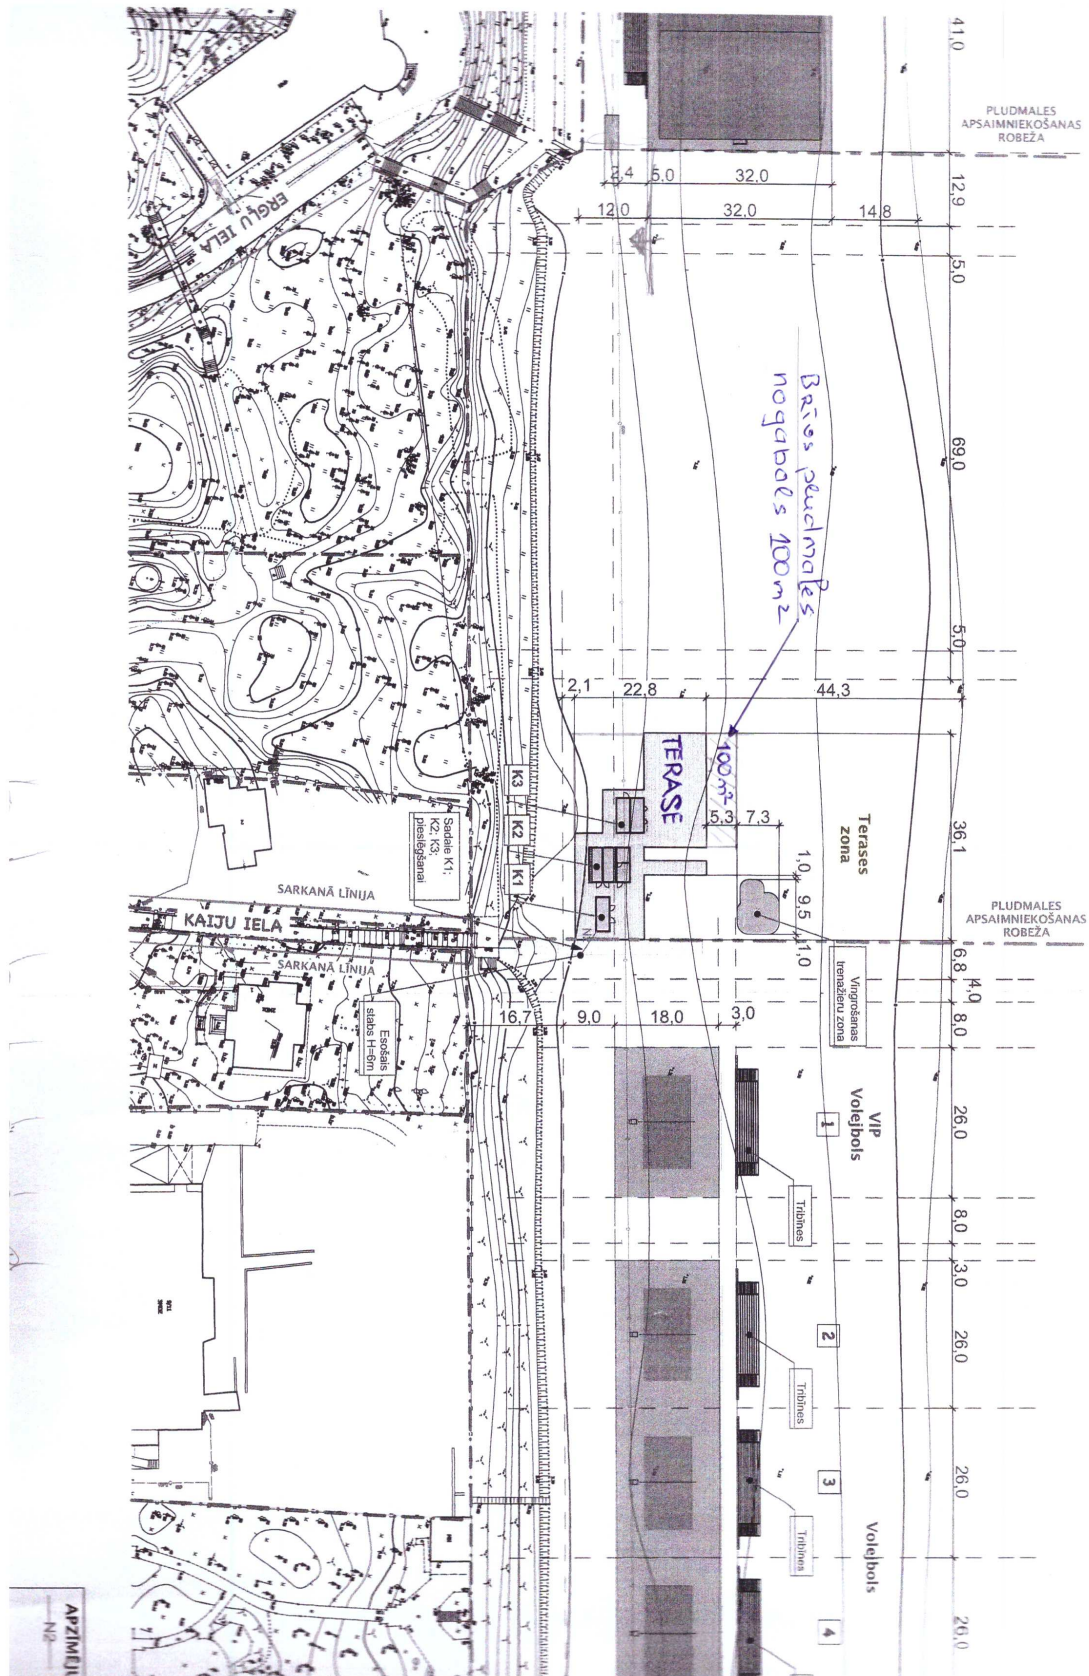 41,0
PLUDMALES
APSAIMNIEKOŠANAS
ROBEŽA
12,9
2,4
5,0
32,0
12,0
32,0
14,8
5,0
ERGĻU IELA
Brīvs pludmales
nogabals 100m2
69,0
5,0
2,1
22,8
44,3
TERASE
100m2
5,3
7,3
Terases
zona
36,1
1,0
9,5
1,0
K3
K2
K1
Sadale K1;
K2; K3;
pieslēgšanai
SARKANĀ LĪNIJA
KAIJU IELA
SARKANĀ LĪNIJA
PLUDMALES
APSAIMNIEKOŠANAS
ROBEŽA
6,8
4,0
8,0
Vingrošanas
trenažieru zona
Esošais
stabs H=6m
16,7
9,0
18,0
3,0
VIP
Volejbols
1
26,0
Tribīnes
8,0
3,0
2
26,0
Tribīnes
3
26,0
Tribīnes
Volejbols
4
26,0
APZĪMĒJU
N2